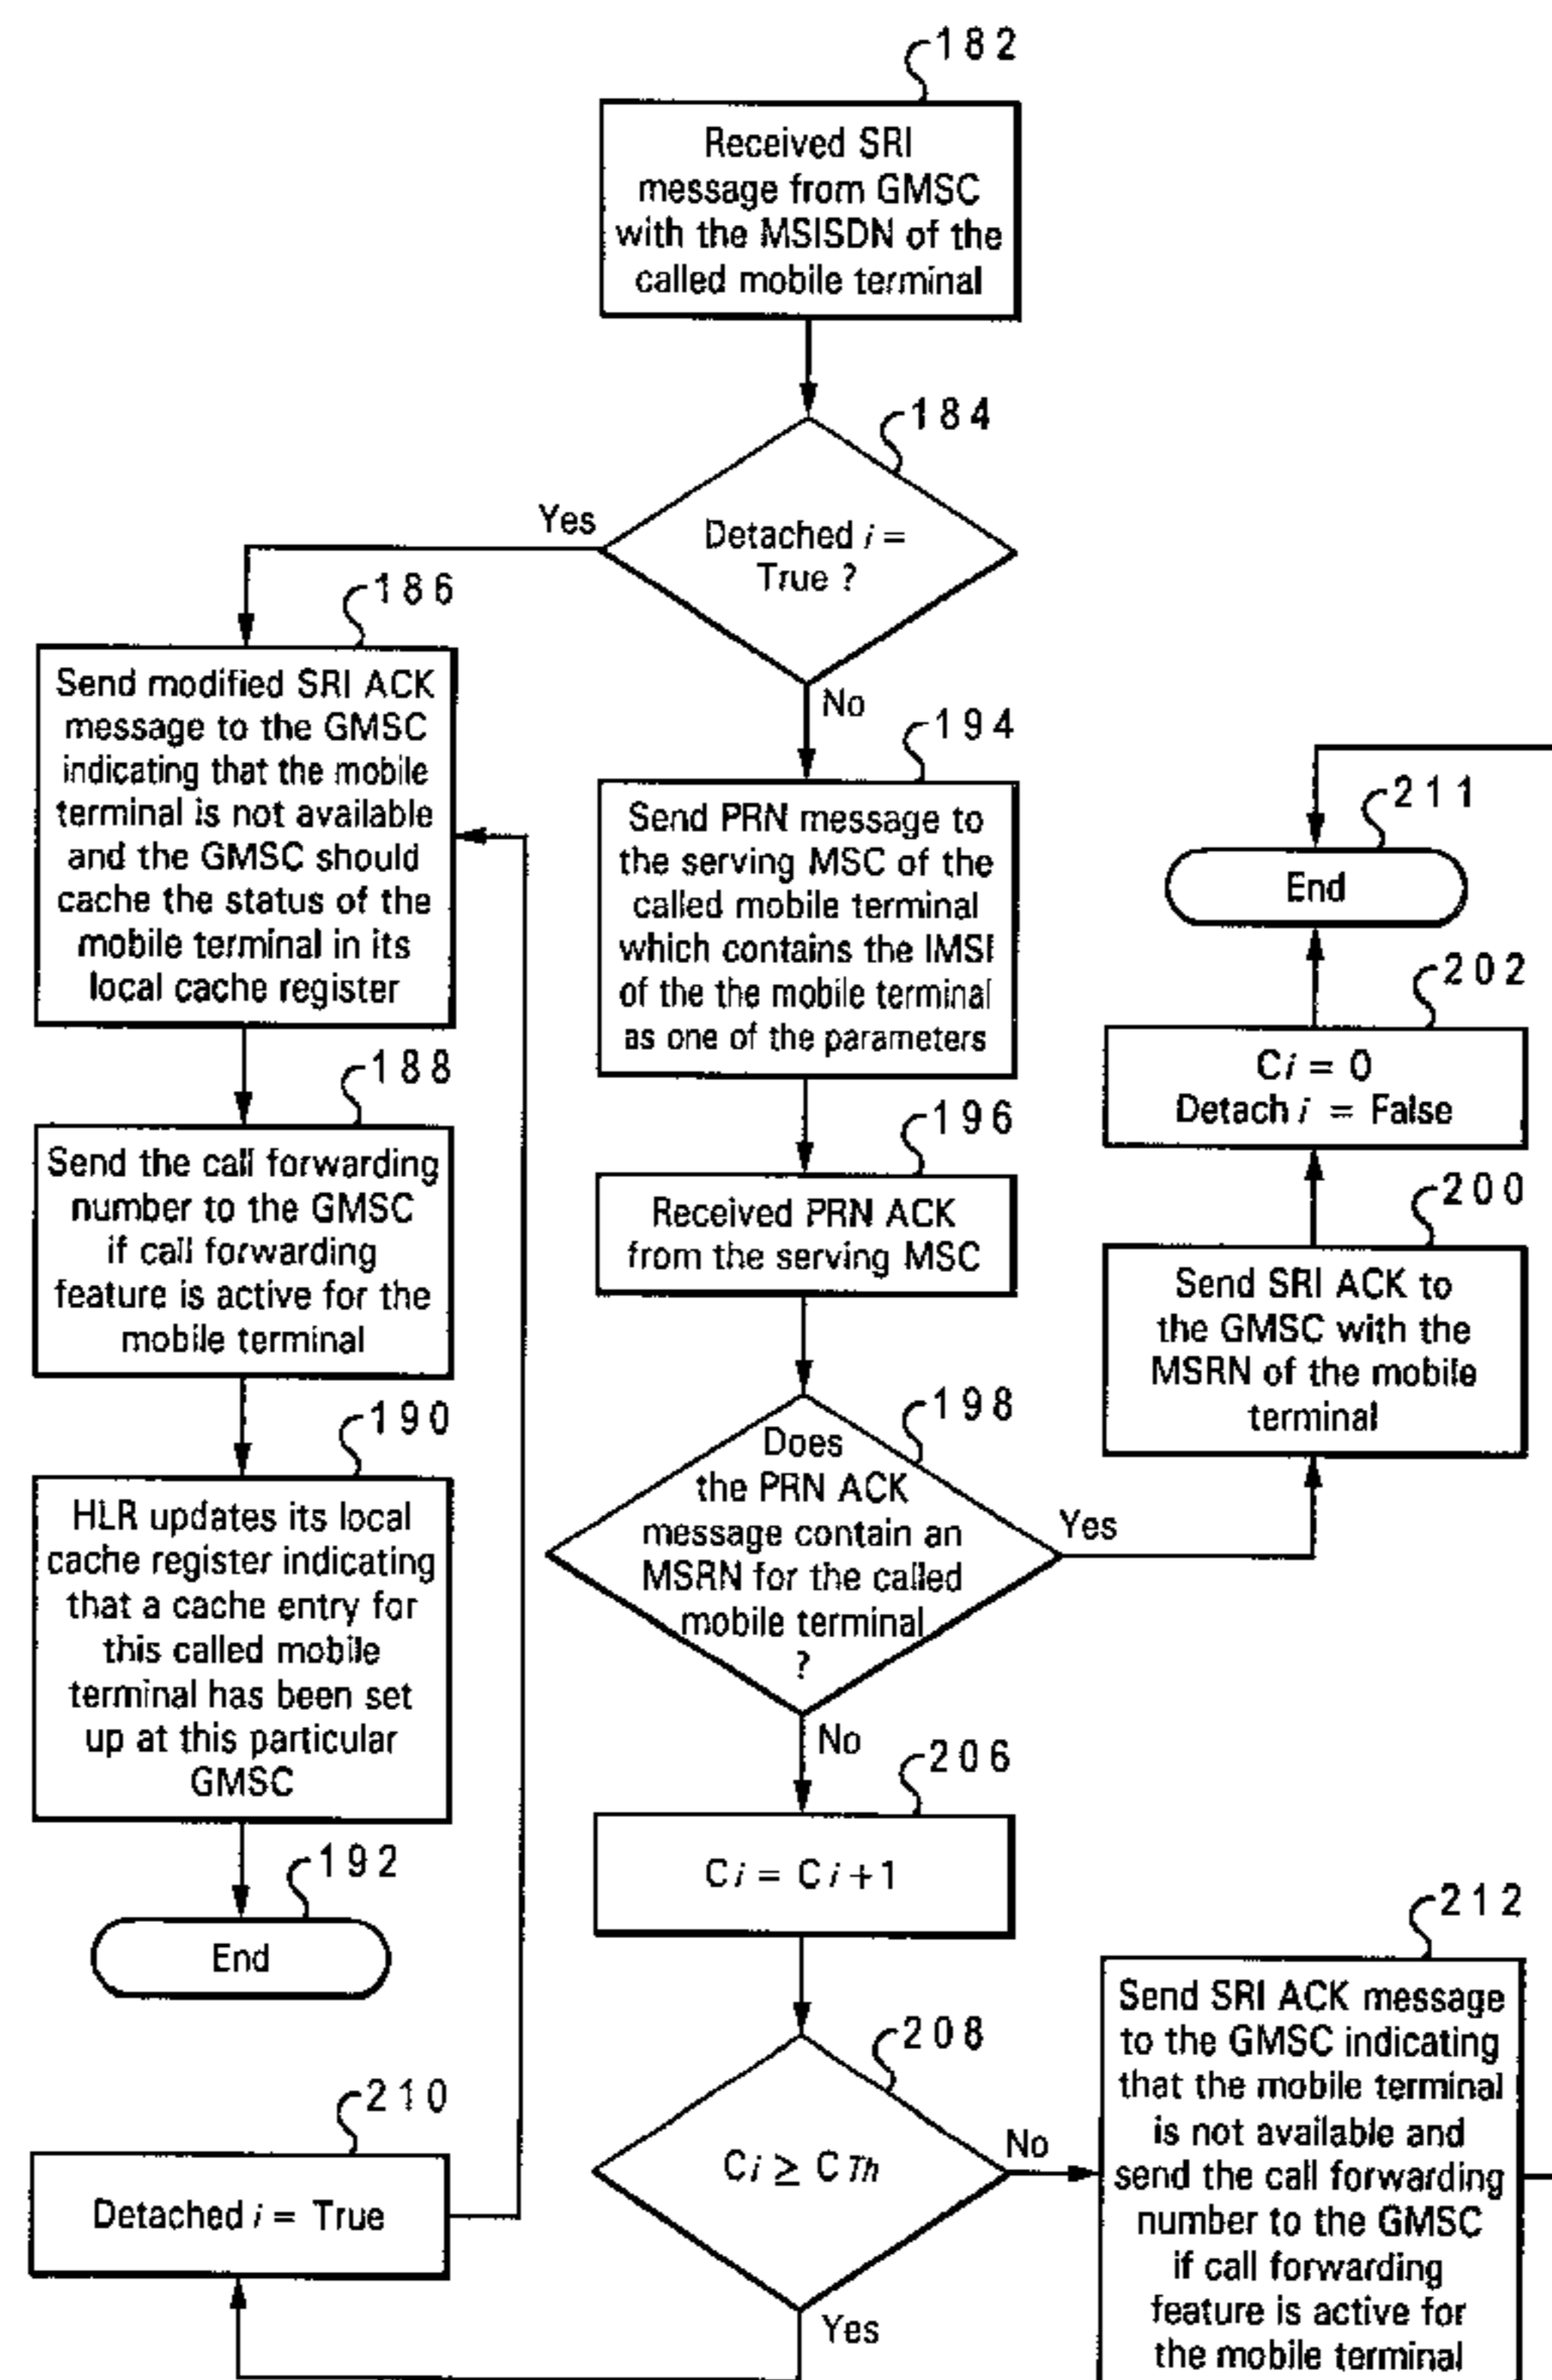 182
Received SRI
message from GMSC
with the MSISDN of the
called mobile terminal
184
Detached i =
True ?
Yes
No
186
Send modified SRI ACK
message to the GMSC
indicating that the mobile
terminal is not available
and the GMSC should
cache the status of the
mobile terminal in its
local cache register
188
Send the call forwarding
number to the GMSC
if call forwarding
feature is active for the
mobile terminal
190
HLR updates its local
cache register indicating
that a cache entry for
this called mobile
terminal has been set
up at this particular
GMSC
192
End
194
Send PRN message to
the serving MSC of the
called mobile terminal
which contains the IMSI
of the the mobile terminal
as one of the parameters
196
Received PRN ACK
from the serving MSC
198
Does
the PRN ACK
message contain an
MSRN for the called
mobile terminal
?
Yes
No
200
Send SRI ACK to
the GMSC with the
MSRN of the mobile
terminal
202
Ci = 0
Detach i = False
211
End
206
Ci = Ci+1
208
Ci ≥ CTh
No
Yes
210
Detached i = True
212
Send SRI ACK message
to the GMSC indicating
that the mobile terminal
is not available and
send the call forwarding
number to the GMSC
if call forwarding
feature is active for
the mobile terminal